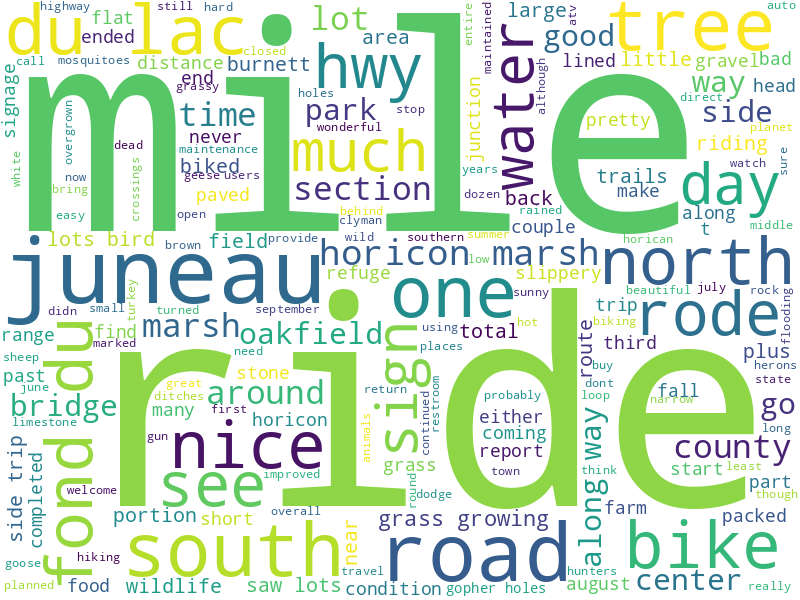 highway still hard
du lac
flat
lot
large
tree
atv
entire
auto
ended
area
good
call mosquitoes
closed
hwy
maintained
signage
distance
burnett
lined little
gravel bad
end
grassy
holes
way head
overgrown
time
park
stop
water
although
junction
direct
planet
mile
never
wonderful
pretty
side
dead
much
riding
watch
sure
maintenance
biked
now
white
geese users
section
years
trails
day
bring
crossings
paved
dozen
back
make
easy
open
behind
rained
along
clyman
couple
t
middle
lots bird
brown
field
provide
wild
southern
summer
horican
juneau
horicon marsh
north
refuge
low
slippery
sunny
beautiful july rock
flooding
didn
small
turkey
turned
september
one
trip
rode
hot
biking
range
find
marked
marsh
oakfield
using
total
route
third
plus
herons
sheep
need
places
buy
state
past
fond du
stone
great
ditches
sign
return
probably
dont
fall
narrow
june
around
ride
loop
bridge
many
first
horicon
continued
restroom
either
go
limestone
gun
nice
animals
coming
county
long
side trip
completed
improved
grass
report
think
start
least
welcome
see
round
town
part
though
portion
short
overall
dodge
along way
farm
packed
hiking
near
grass growing
goose
south
road
bike
hunters
planned
food
wildlife
saw lots
travel
condition
gopher holes
august
center
really